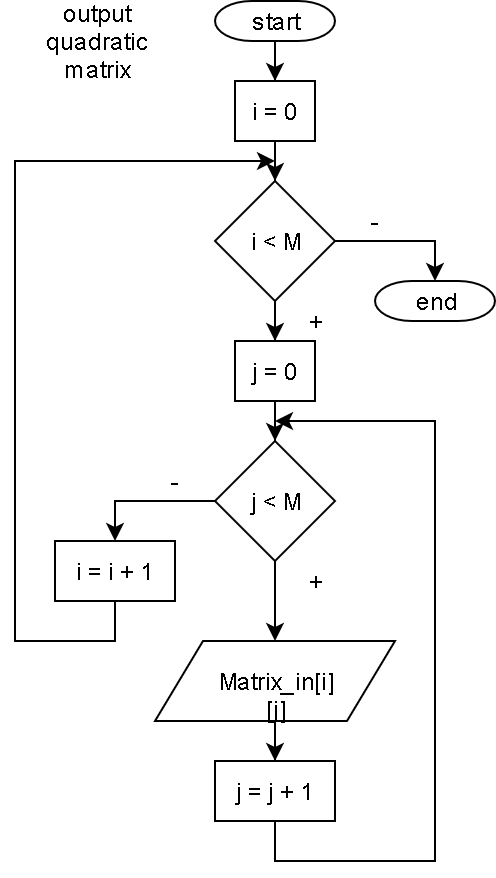 output
quadratic
matrix
start
i = 0
i < M
-
end
+
j = 0
j < M
-
i = i + 1
+
Matrix_in[i]
[j]
j = j + 1